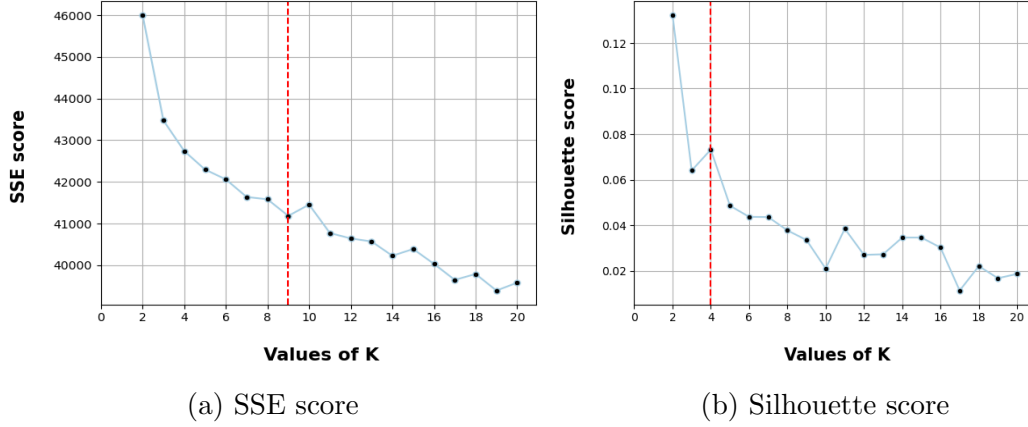 46000
45000
44000
43000
42000
41000
40000
SSE score
0 2 4 6 8 10 12 14 16 18 20
Values of K
(a) SSE score
0.12
0.10
0.08
0.06
0.04
0.02
Silhouette score
0 2 4 6 8 10 12 14 16 18 20
Values of K
(b) Silhouette score